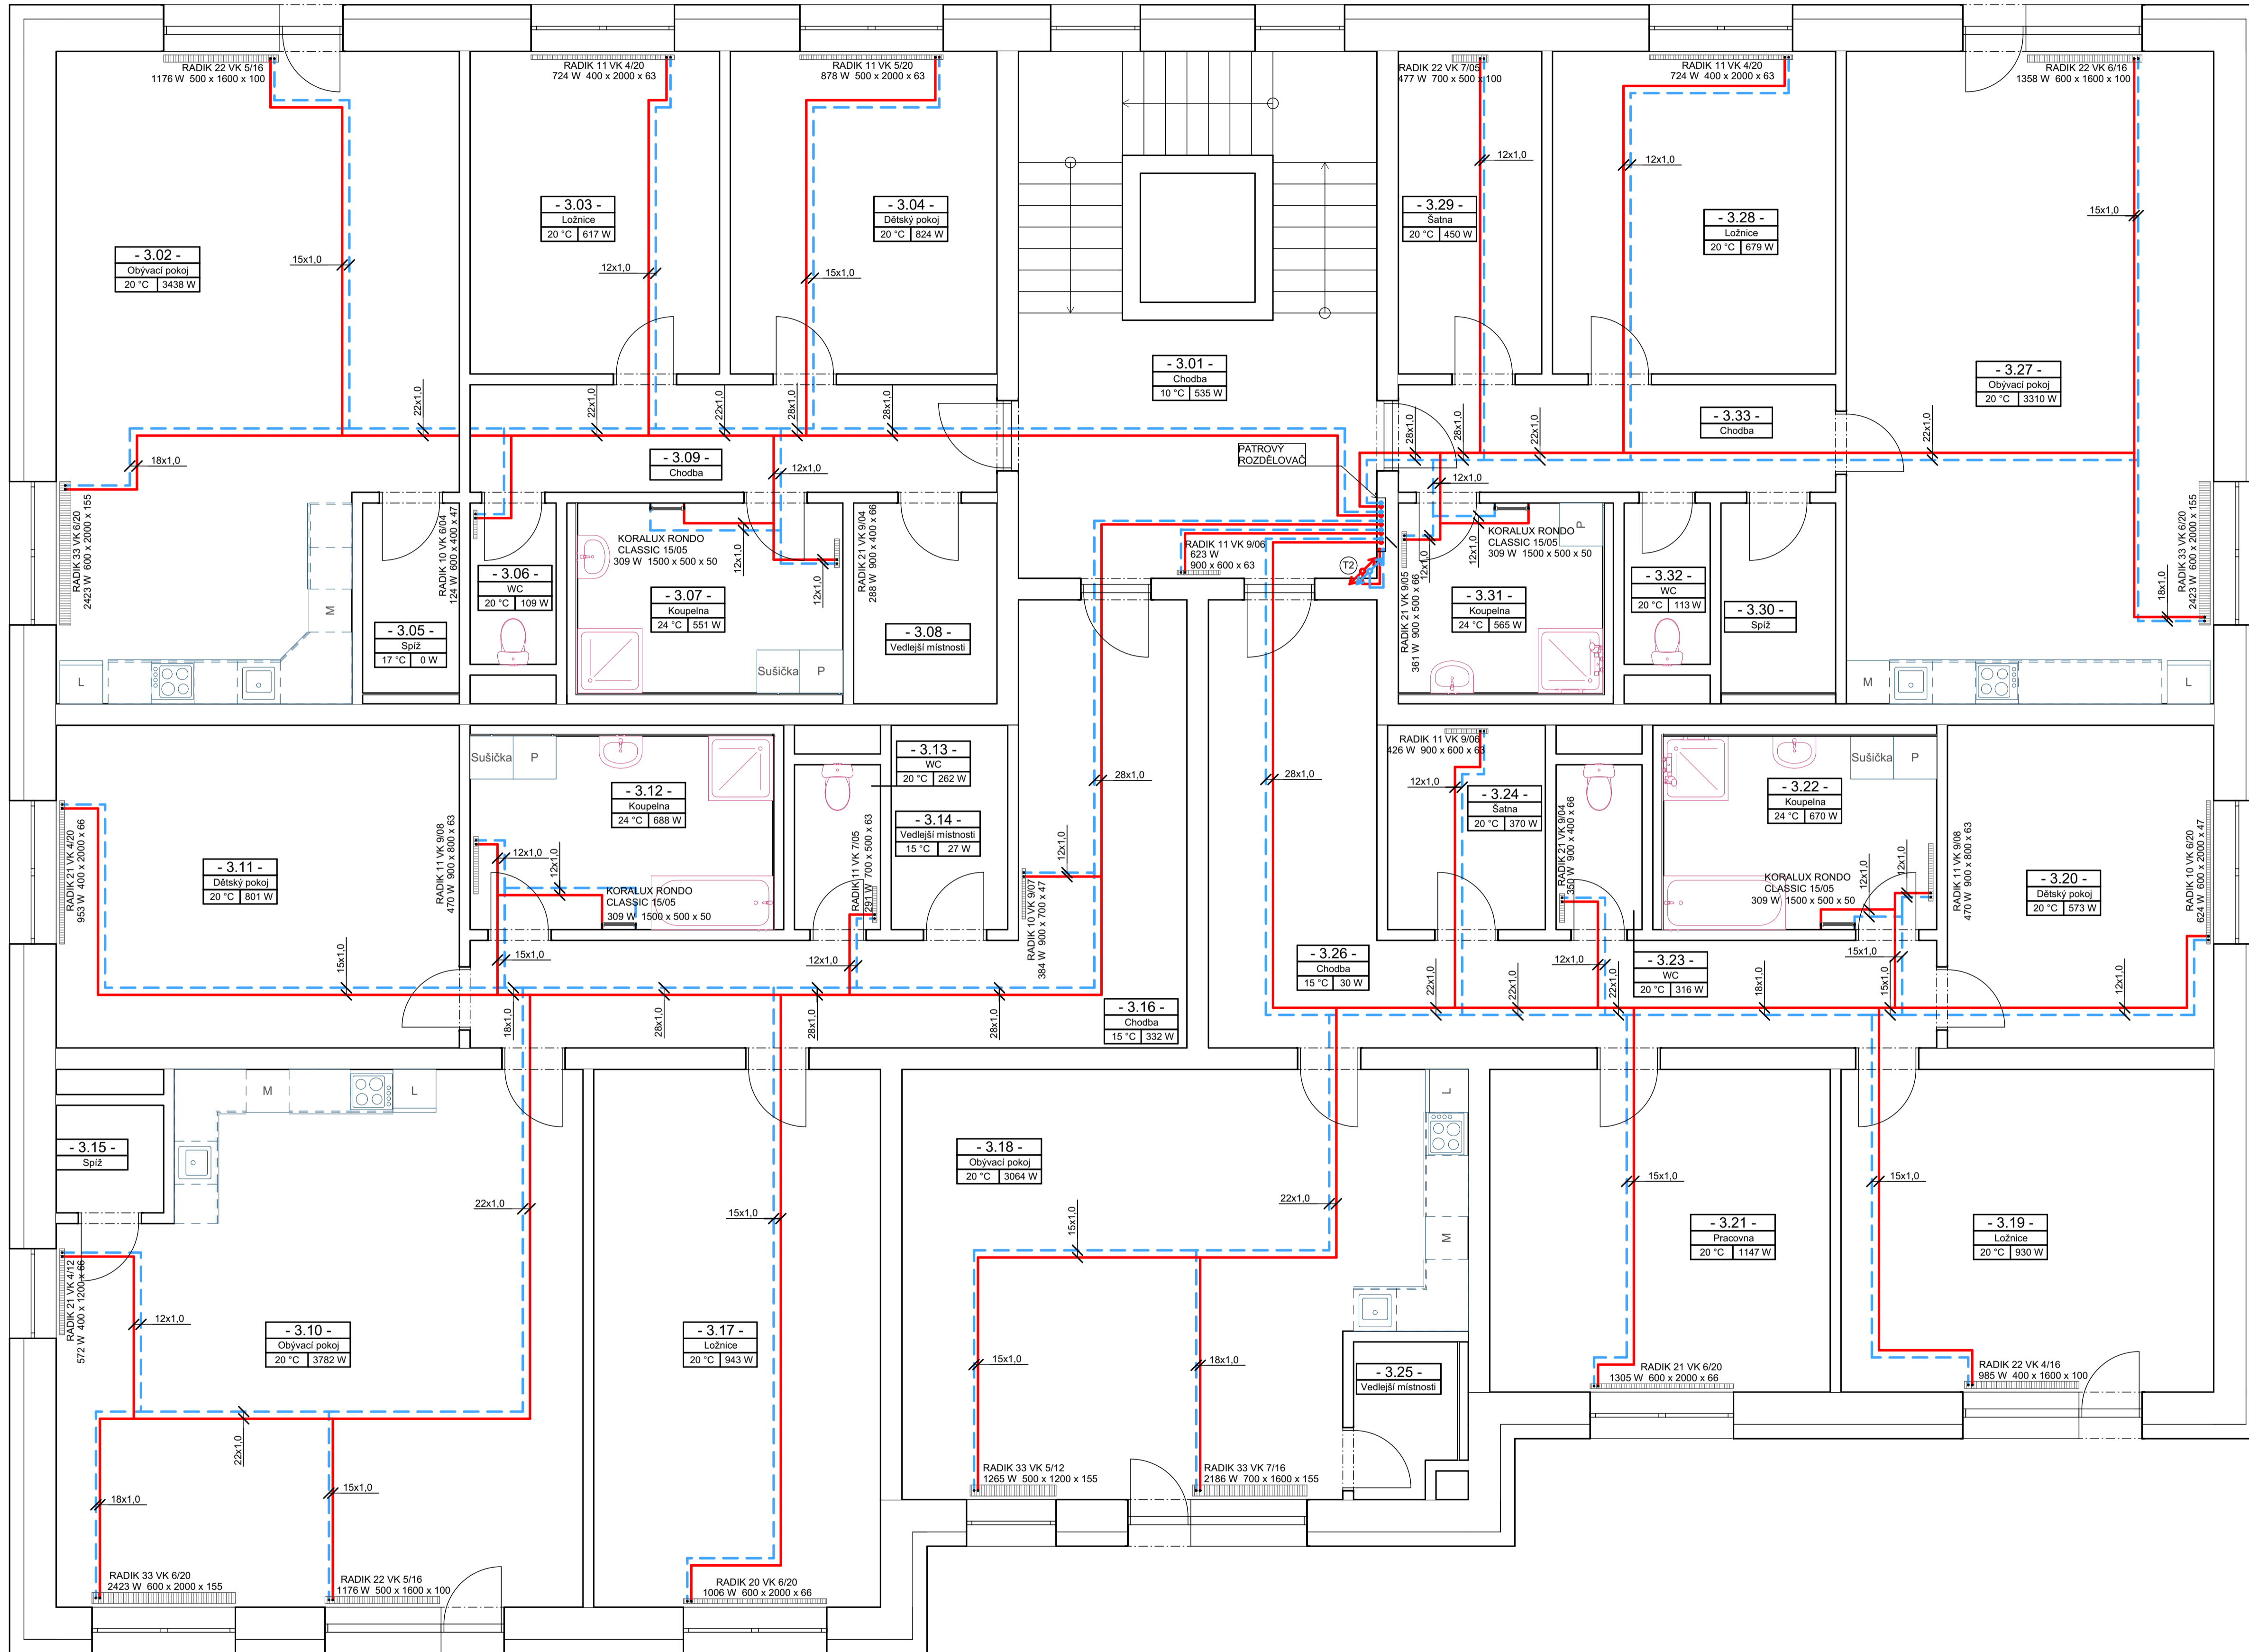 RADIK 22 VK 5/16
1176 W 500 x 1600 x 100
RADIK 11 VK 4/20
724 W 400 x 2000 x 63
RADIK 11 VK 5/20
878 W 500 x 2000 x 63
RADIK 22 VK 7/05
477 W 700 x 500 x 100
RADIK 11 VK 4/20
724 W 400 x 2000 x 63
RADIK 22 VK 6/16
1358 W 600 x 1600 x 100
12x1,0
12x1,0
- 3.03 -
Ložnice
20 °C 617 W
- 3.04 -
Dětský pokoj
20 °C 824 W
- 3.29 -
Šatna
20 °C 450 W
- 3.28 -
Ložnice
20 °C 679 W
15x1,0
- 3.02 -
Obývací pokoj
20 °C 3438 W
15x1,0
12x1,0
15x1,0
- 3.01 -
Chodba
10 °C 535 W
- 3.27 -
Obývací pokoj
20 °C 3310 W
22x1,0
22x1,0
22x1,0
28x1,0
28x1,0
28x1,0
28x1,0
22x1,0
- 3.33 -
Chodba
22x1,0
PATROVÝ
ROZDĚLOVAČ
18x1,0
- 3.09 -
Chodba
12x1,0
12x1,0
RADIK 33 VK 6/20
2423 W 600 x 2000 x 155
RADIK 10 VK 6/04
124 W 600 x 400 x 47
KORALUX RONDO
CLASSIC 15/05
309 W 1500 x 500 x 50
12x1,0
12x1,0
RADIK 21 VK 9/04
288 W 900 x 400 x 66
RADIK 11 VK 9/06
623 W
900 x 600 x 63
T2
RADIK 21 VK 9/05
361 W 900 x 500 x 66
12x1,0
12x1,0
KORALUX RONDO
CLASSIC 15/05
309 W 1500 x 500 x 50
P
18x1,0
RADIK 33 VK 6/20
2423 W 600 x 2000 x 155
M
- 3.06 -
WC
20 °C 109 W
- 3.07 -
Koupelna
24 °C 551 W
- 3.31 -
Koupelna
24 °C 565 W
- 3.32 -
WC
20 °C 113 W
- 3.30 -
Spíž
- 3.05 -
Spíž
17 °C 0 W
- 3.08 -
Vedlejší místnosti
L
Sušička
P
M
L
Sušička
P
- 3.13 -
WC
20 °C 262 W
- 3.12 -
Koupelna
24 °C 688 W
- 3.14 -
Vedlejší místnosti
15 °C 27 W
28x1,0
28x1,0
RADIK 11 VK 9/06
426 W 900 x 600 x 63
12x1,0
- 3.24 -
Šatna
20 °C 370 W
- 3.22 -
Koupelna
24 °C 670 W
Sušička
P
RADIK 21 VK 4/20
953 W 400 x 2000 x 66
- 3.11 -
Dětský pokoj
20 °C 801 W
RADIK 11 VK 9/08
470 W 900 x 800 x 63
12x1,0
12x1,0
KORALUX RONDO
CLASSIC 15/05
309 W 1500 x 500 x 50
RADIK 11 VK 7/05
291 W 700 x 500 x 63
12x1,0
RADIK 10 VK 9/07
384 W 900 x 700 x 47
RADIK 21 VK 9/04
350 W 900 x 400 x 66
KORALUX RONDO
CLASSIC 15/05
309 W 1500 x 500 x 50
12x1,0
12x1,0
RADIK 11 VK 9/08
470 W 900 x 800 x 63
- 3.20 -
Dětský pokoj
20 °C 573 W
RADIK 10 VK 6/20
624 W 600 x 2000 x 47
15x1,0
15x1,0
12x1,0
- 3.26 -
Chodba
15 °C 30 W
12x1,0
- 3.23 -
WC
20 °C 316 W
15x1,0
18x1,0
28x1,0
28x1,0
28x1,0
- 3.16 -
Chodba
15 °C 332 W
22x1,0
22x1,0
22x1,0
18x1,0
15x1,0
12x1,0
M
L
- 3.15 -
Spíž
22x1,0
15x1,0
- 3.18 -
Obývací pokoj
20 °C 3064 W
15x1,0
22x1,0
L
M
15x1,0
- 3.21 -
Pracovna
20 °C 1147 W
15x1,0
- 3.19 -
Ložnice
20 °C 930 W
RADIK 21 VK 4/12
572 W 400 x 1200 x 66
12x1,0
- 3.10 -
Obývací pokoj
20 °C 3782 W
- 3.17 -
Ložnice
20 °C 943 W
15x1,0
18x1,0
- 3.25 -
Vedlejší místnosti
RADIK 21 VK 6/20
1305 W 600 x 2000 x 66
RADIK 22 VK 4/16
985 W 400 x 1600 x 100
22x1,0
18x1,0
15x1,0
RADIK 33 VK 5/12
1265 W 500 x 1200 x 155
RADIK 33 VK 7/16
2186 W 700 x 1600 x 155
RADIK 33 VK 6/20
2423 W 600 x 2000 x 155
RADIK 22 VK 5/16
1176 W 500 x 1600 x 100
RADIK 20 VK 6/20
1006 W 600 x 2000 x 66